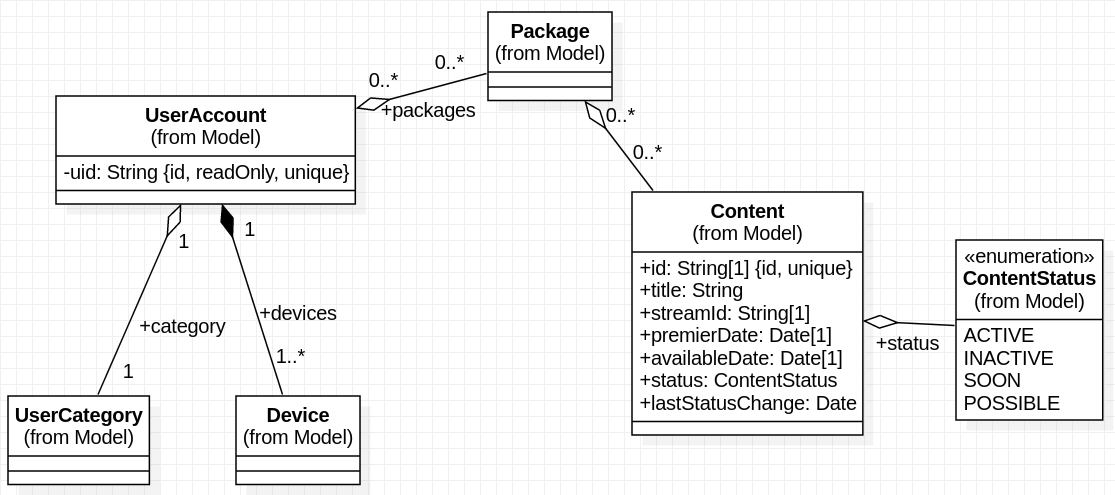 Package
(from Model)
0..*
0..*
+packages
UserAccount
(from Model)
-uid: String {id, readOnly, unique}
0..*
0..*
1
1
+category
+devices
1
1..*
UserCategory
(from Model)
Device
(from Model)
Content
(from Model)
+id: String[1] {id, unique}
+title: String
+streamId: String[1]
+premierDate: Date[1]
+availableDate: Date[1]
+status: ContentStatus
+lastStatusChange: Date
+status
«enumeration»
ContentStatus
(from Model)
ACTIVE
INACTIVE
SOON
POSSIBLE